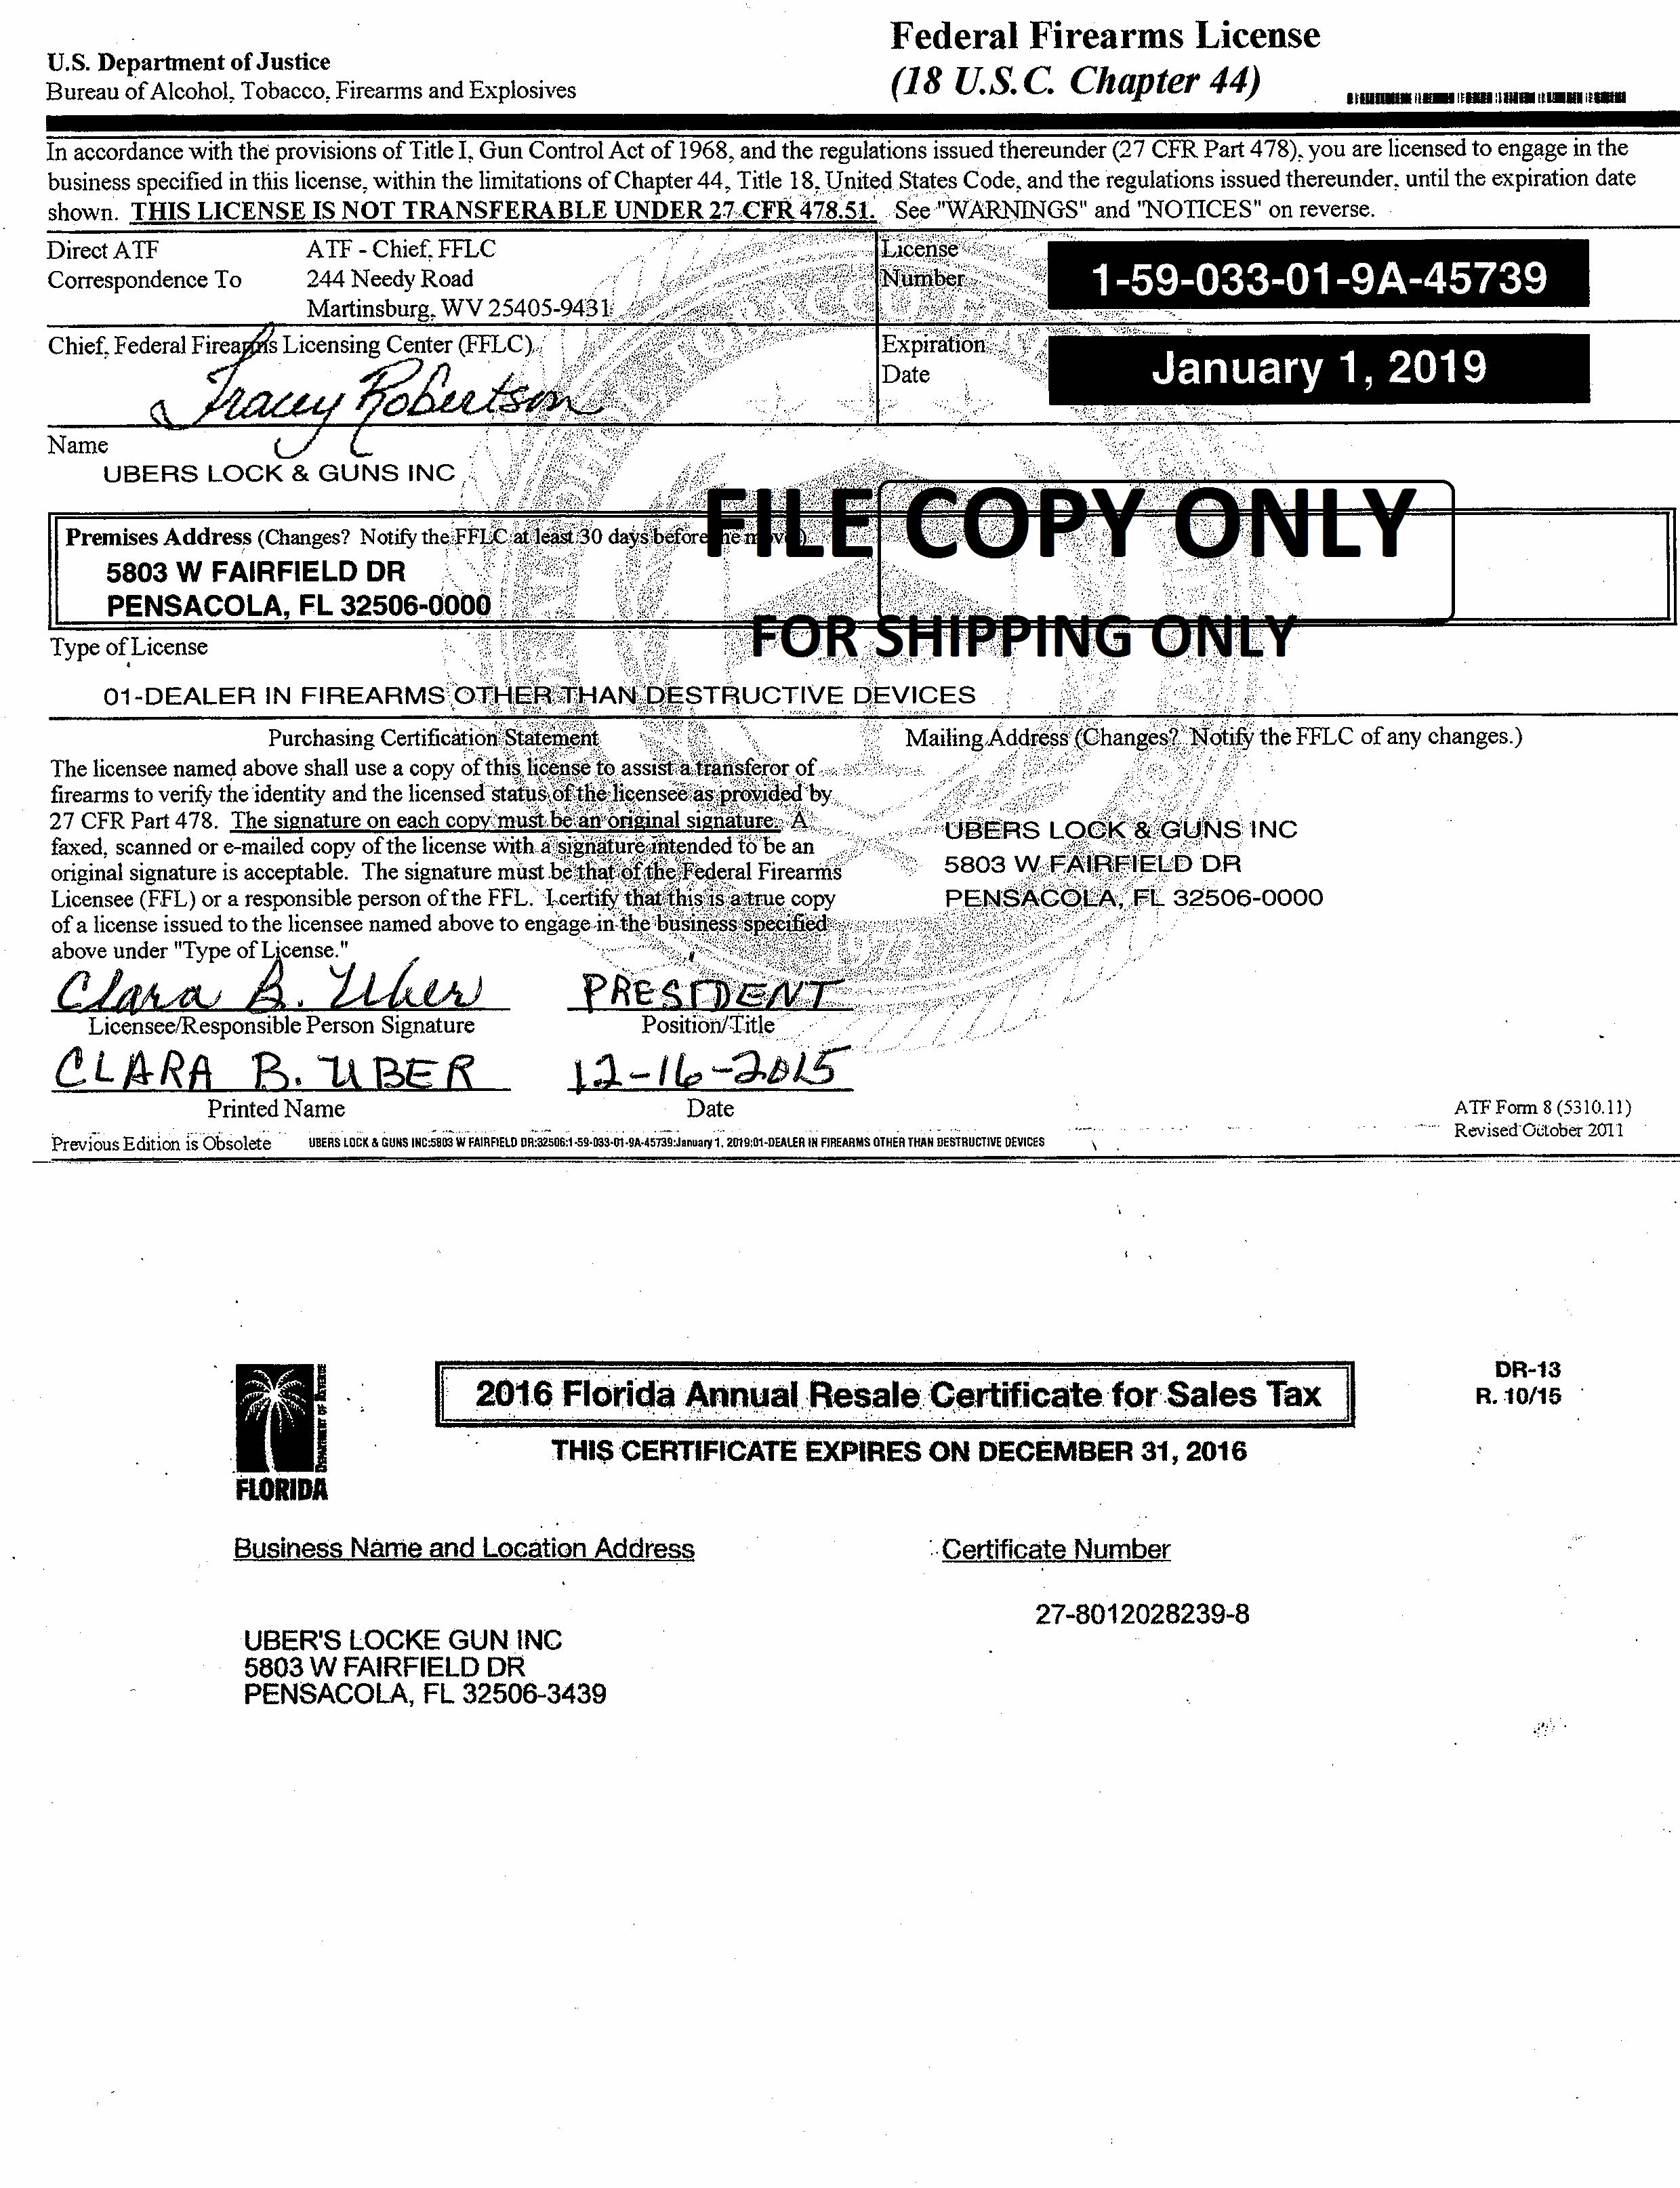 U.S. Department of Justice
Bureau of Alcohol, Tobacco, Firearms and Explosives
Federal Firearms License
(18 U.S.C. Chapter 44)
In accordance with the provisions of Title I, Gun Control Act of 1968, and the regulations issued thereunder (27 CFR Part 478), you are licensed to engage in the
business specified in this license, within the limitations of Chapter 44, Title 18, United States Code, and the regulations issued thereunder, until the expiration date
shown. THIS LICENSE IS NOT TRANSFERABLE UNDER 27 CFR 478.51. See "WARNINGS" and "NOTICES" on reverse.
Direct ATF
Correspondence To
ATF - Chief, FFLC
244 Needy Road
Martinsburg, WV 25405-9431
License
Number
1-59-033-01-9A-45739
Chief, Federal Firearms Licensing Center (FFLC)
Tracey Robertson
Expiration
Date
January 1, 2019
Name
UBERS LOCK & GUNS INC
FILE COPY ONLY
Premises Address (Changes? Notify the FFLC at least 30 days before the move.)
5803 W FAIRFIELD DR
PENSACOLA, FL 32506-0000
FOR SHIPPING ONLY
Type of License
01-DEALER IN FIREARMS OTHER THAN DESTRUCTIVE DEVICES
Purchasing Certification Statement
The licensee named above shall use a copy of this license to assist a transferor of
firearms to verify the identity and the licensed status of the licensee as provided by
27 CFR Part 478. The signature on each copy must be an original signature. A
faxed, scanned or e-mailed copy of the license with a signature intended to be an
original signature is acceptable. The signature must be that of the Federal Firearms
Licensee (FFL) or a responsible person of the FFL. I certify that this is a true copy
of a license issued to the licensee named above to engage in the business specified
above under "Type of License."
Mailing Address (Changes? Notify the FFLC of any changes.)
UBERS LOCK & GUNS INC
5803 W FAIRFIELD DR
PENSACOLA, FL 32506-0000
1972
Clara B. Uber
PRESIDENT
Licensee/Responsible Person Signature
Position/Title
CLARA B. UBER
12-16-2015
Printed Name
Date
ATF Form 8 (5310.11)
Revised October 2011
Previous Edition is Obsolete
UBERS LOCK & GUNS INC:5803 W FAIRFIELD DR:32506:1-59-033-01-9A-45739:January 1, 2019:01-DEALER IN FIREARMS OTHER THAN DESTRUCTIVE DEVICES
DEPARTMENT OF REVENUE
FLORIDA
2016 Florida Annual Resale Certificate for Sales Tax
DR-13
R. 10/15
THIS CERTIFICATE EXPIRES ON DECEMBER 31, 2016
Business Name and Location Address
Certificate Number
27-8012028239-8
UBER'S LOCKE GUN INC
5803 W FAIRFIELD DR
PENSACOLA, FL 32506-3439